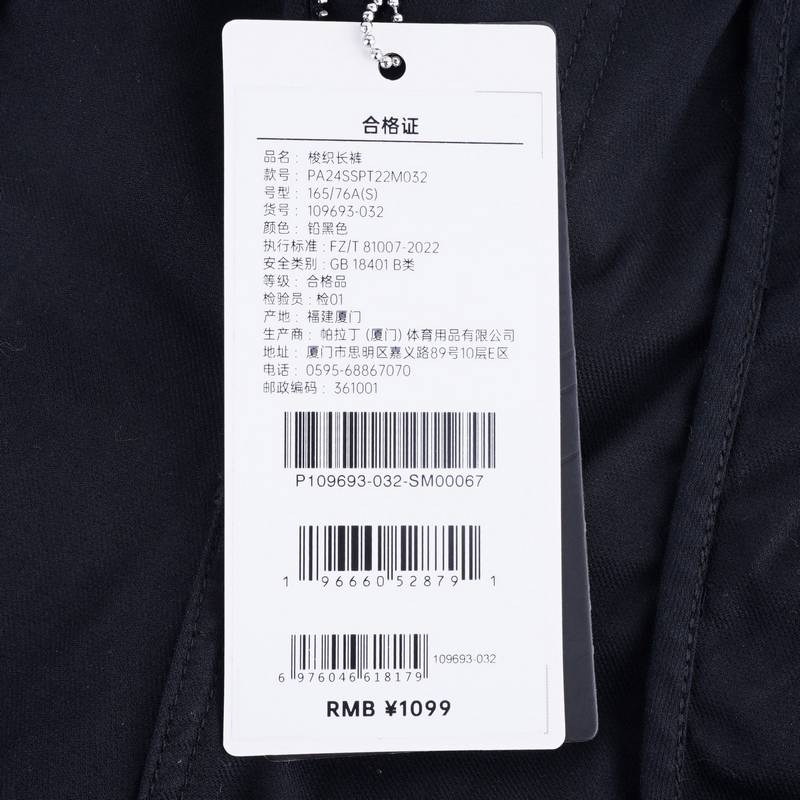 合格证
品名： 梭织长裤
款号： PA24SSPT22M032
号型： 165/76A(S)
货号： 109693-032
颜色： 铅黑色
执行标准：FZ/T 81007-2022
安全类别：GB 18401 B类
等级： 合格品
检验员：检01
产地： 福建厦门
生产商： 帕拉丁 (厦门) 体育用品有限公司
地址： 厦门市思明区嘉义路89号10层E区
电话： 0595-68867070
邮政编码： 361001
P109693-032-SM00067
1 96660 52879 1
6 976046 618179
109693-032
RMB ¥1099